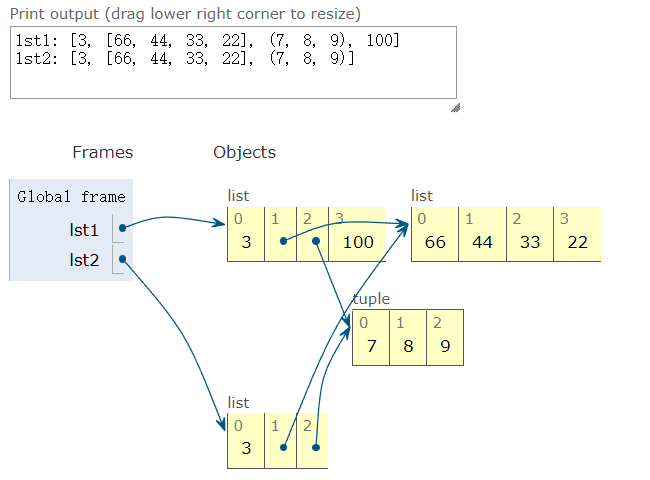 Print output (drag lower right corner to resize)
lst1: [3, [66, 44, 33, 22], (7, 8, 9), 100]
lst2: [3, [66, 44, 33, 22], (7, 8, 9)]
Frames Objects
Global frame
lst1
lst2
list
0 1 2 3
3 100
list
0 1 2 3
66 44 33 22
tuple
0 1 2
7 8 9
list
0 1 2
3